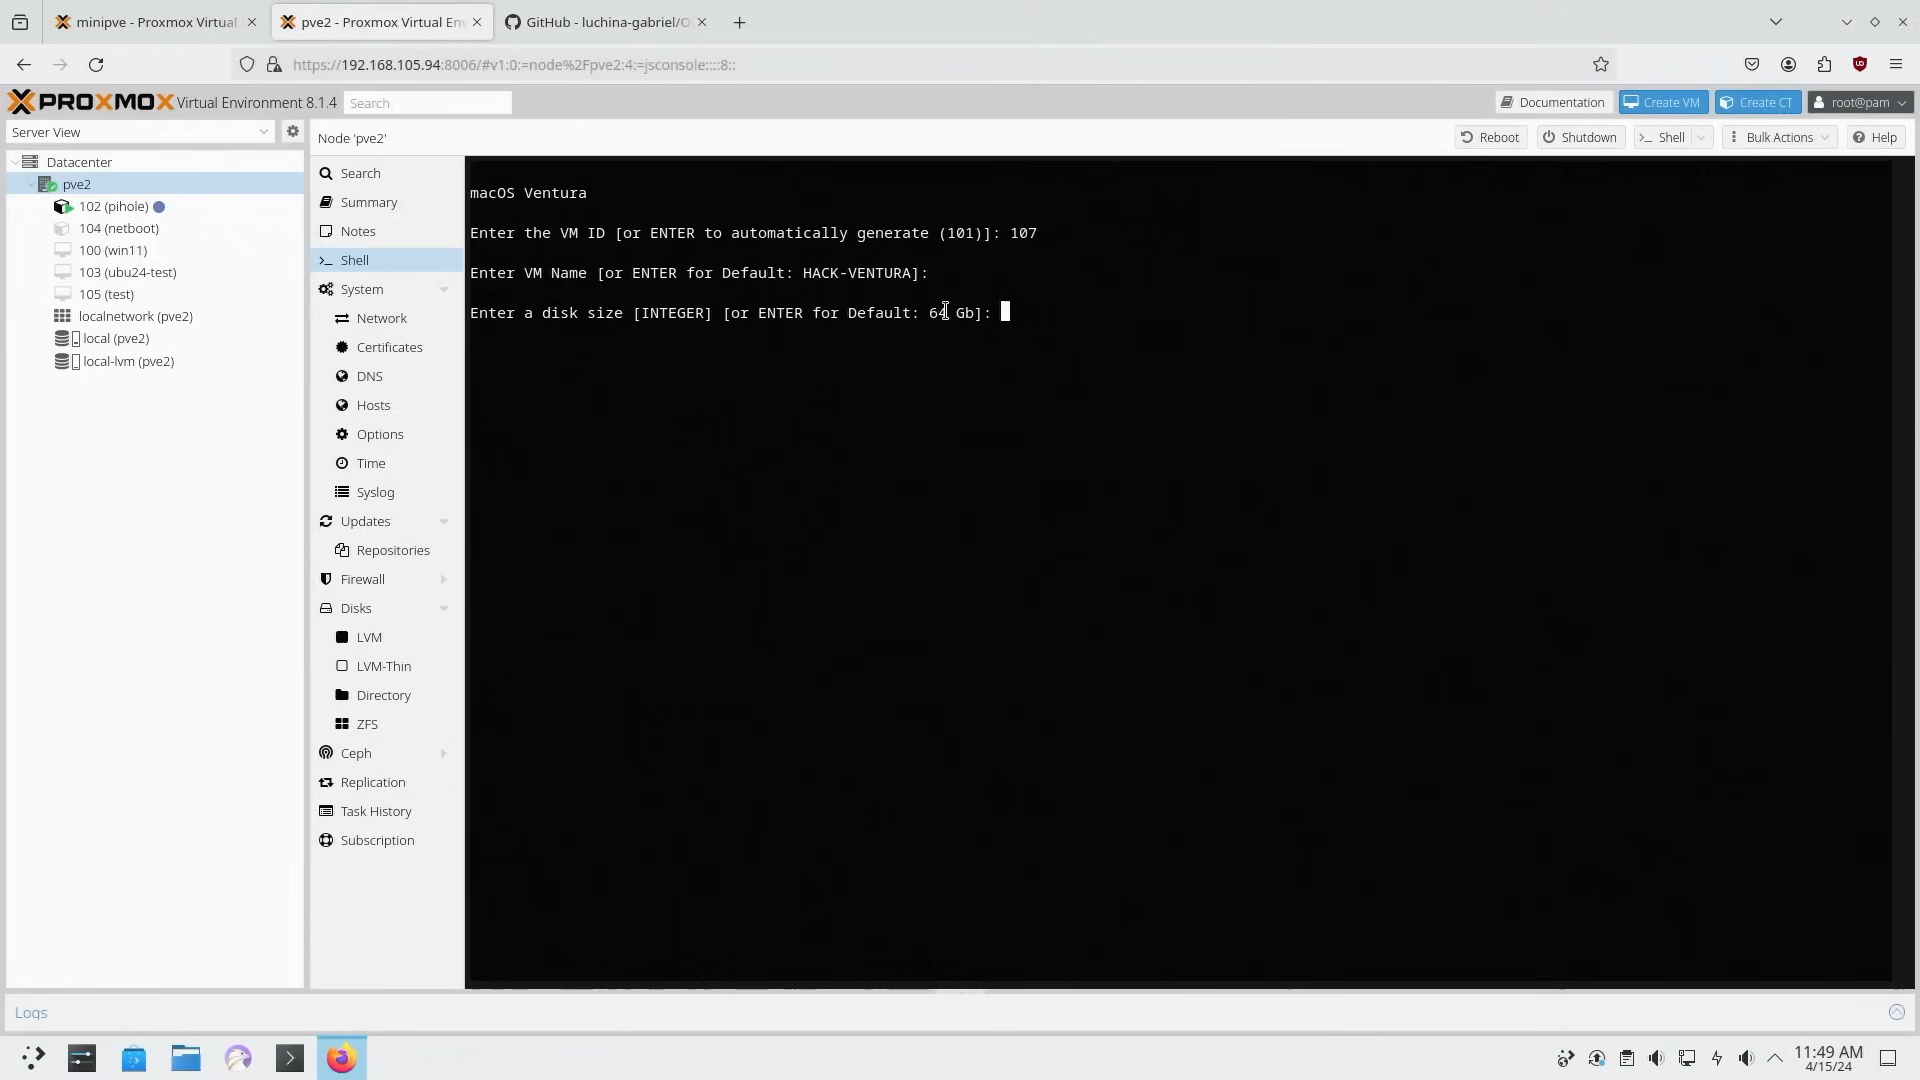 minipve - Proxmox Virtual
pve2 - Proxmox Virtual En
GitHub - luchina-gabriel/O
https://192.168.105.94:8006/#v1:0:=node%2Fpve2:4:=jsconsole::::8::
PROXMOX Virtual Environment 8.1.4
Search
Documentation
Create VM
Create CT
root@pam
Server View
Node 'pve2'
Reboot
Shutdown
Shell
Bulk Actions
Help
Datacenter
pve2
102 (pihole)
104 (netboot)
100 (win11)
103 (ubu24-test)
105 (test)
localnetwork (pve2)
local (pve2)
local-lvm (pve2)
Search
Summary
Notes
Shell
System
Network
Certificates
DNS
Hosts
Options
Time
Syslog
Updates
Repositories
Firewall
Disks
LVM
LVM-Thin
Directory
ZFS
Ceph
Replication
Task History
Subscription
macOS Ventura
Enter the VM ID [or ENTER to automatically generate (101)]: 107
Enter VM Name [or ENTER for Default: HACK-VENTURA]:
Enter a disk size [INTEGER] [or ENTER for Default: 64 Gb]:
Logs
11:49 AM
4/15/24